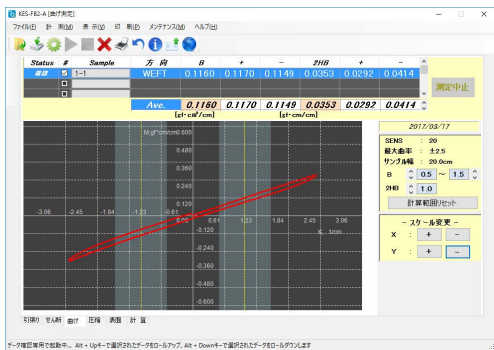 KES-FB2-A [曲げ測定]
ファイル(F) 計 測(M) 表示(V) 印 刷(P) メンテナンス(M) ヘルプ(H)
Status # Sample 方 向 B + - 2HB + -
確認 1-1 WEFT 0.1160 0.1170 0.1149 0.0353 0.0292 0.0414
測定中止
Ave. 0.1160 0.1170 0.1149 0.0353 0.0292 0.0414
(gf・cm²/cm) (gf・cm/cm)
2017/03/17
M.gf*cm/cm0.600
SENS : 20
最大曲率 : ±2.5
サンプル幅 : 20.0cm
B 0.5 ~ 1.5
2HB 1.0
計算範囲リセット
0.480
0.360
0.240
0.120
-3.06 -2.45 -1.84 -1.23 -0.61 0.00 0.61 1.23 1.84 2.45 3.06
K. 1/cm
-0.120
-0.240
-0.360
-0.480
-0.600
- スケール変更 -
X : + -
Y : + -
引張り せん断 曲げ 圧縮 表面 計算
データ確認専用で起動中... Alt + Upキーで選択されたデータをロールアップ、Alt + Downキーで選択されたデータをロールダウンします